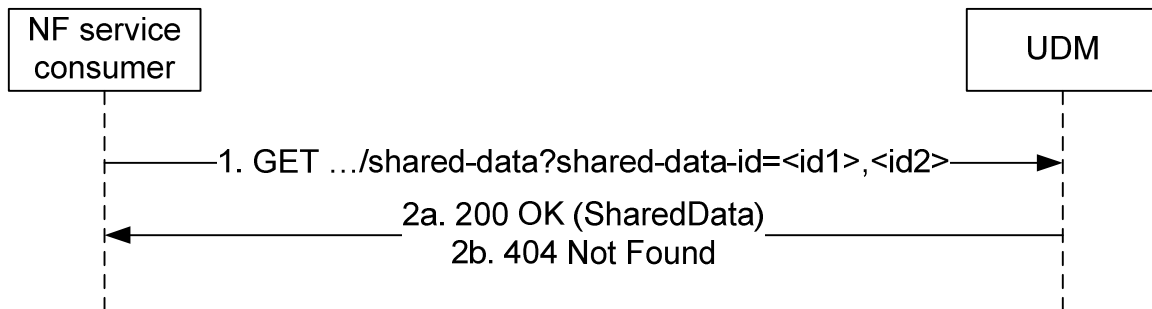 NF service
consumer
UDM
1. GET …/shared-data?shared-data-id=<id1>,<id2>
2a. 200 OK (SharedData)
2b. 404 Not Found